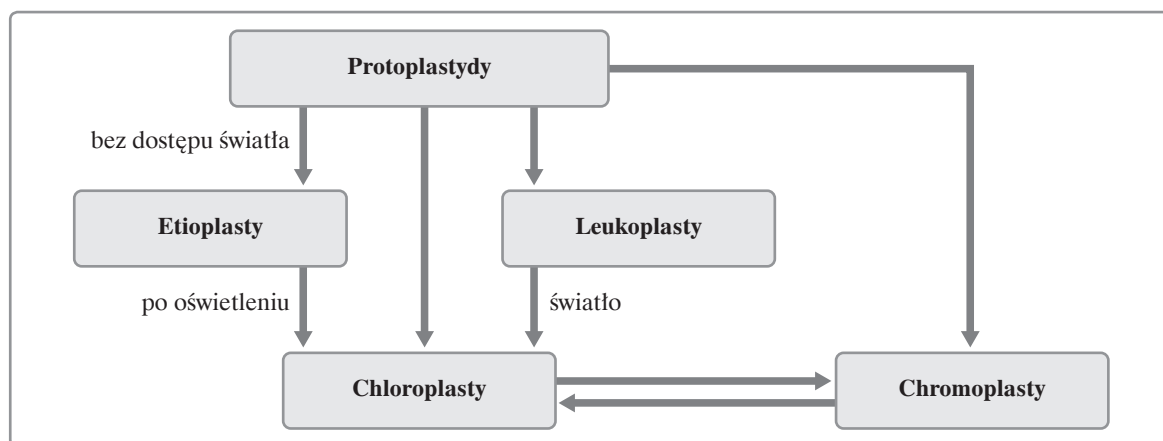 Protoplastydy
bez dostępu światła
Etioplasty
Leukoplasty
po oświetleniu
światło
Chloroplasty
Chromoplasty